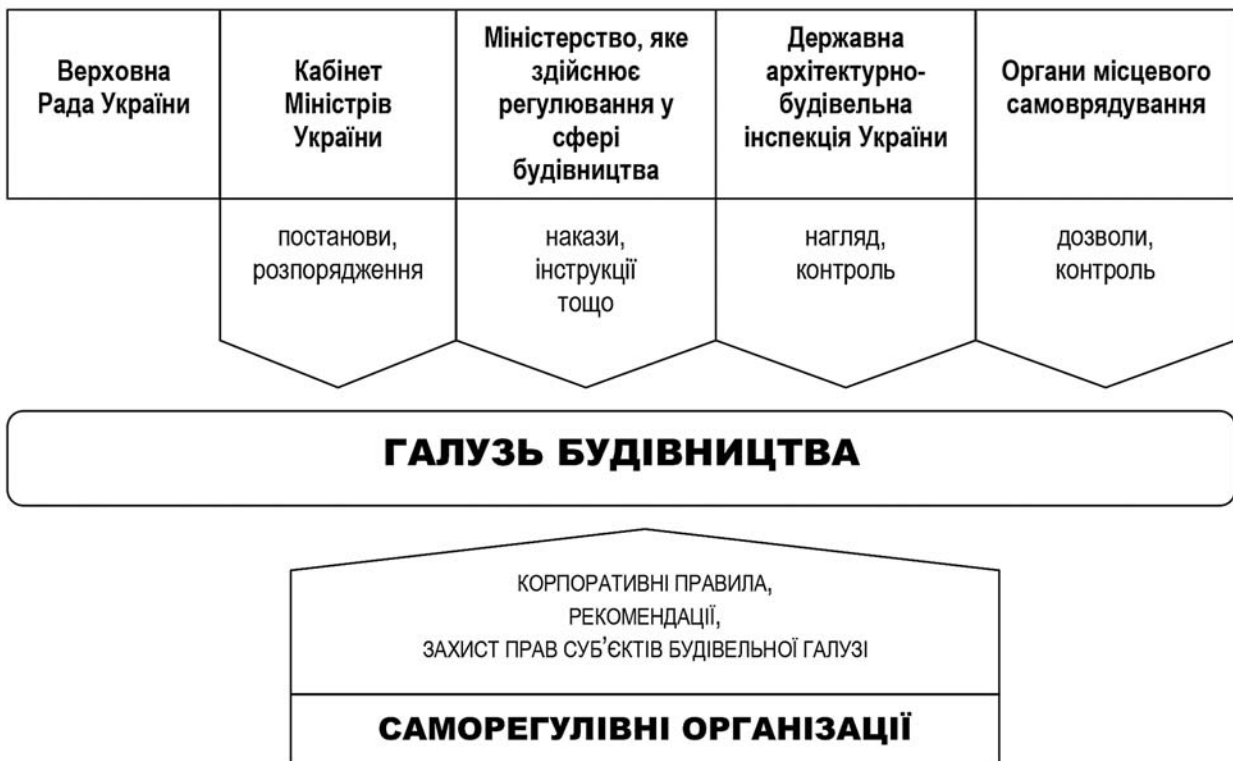 Верховна
Рада України
Кабінет
Міністрів
України
Міністерство, яке
здійснює
регулювання у
сфері
будівництва
Державна
архітектурно-
будівельна
інспекція України
Органи місцевого
самоврядування
постанови,
розпорядження
накази,
інструкції
тощо
нагляд,
контроль
дозволи,
контроль
ГАЛУЗЬ БУДІВНИЦТВА
КОРПОРАТИВНІ ПРАВИЛА,
РЕКОМЕНДАЦІЇ,
ЗАХИСТ ПРАВ СУБ’ЄКТІВ БУДІВЕЛЬНОЇ ГАЛУЗІ
САМОРЕГУЛІВНІ ОРГАНІЗАЦІЇ